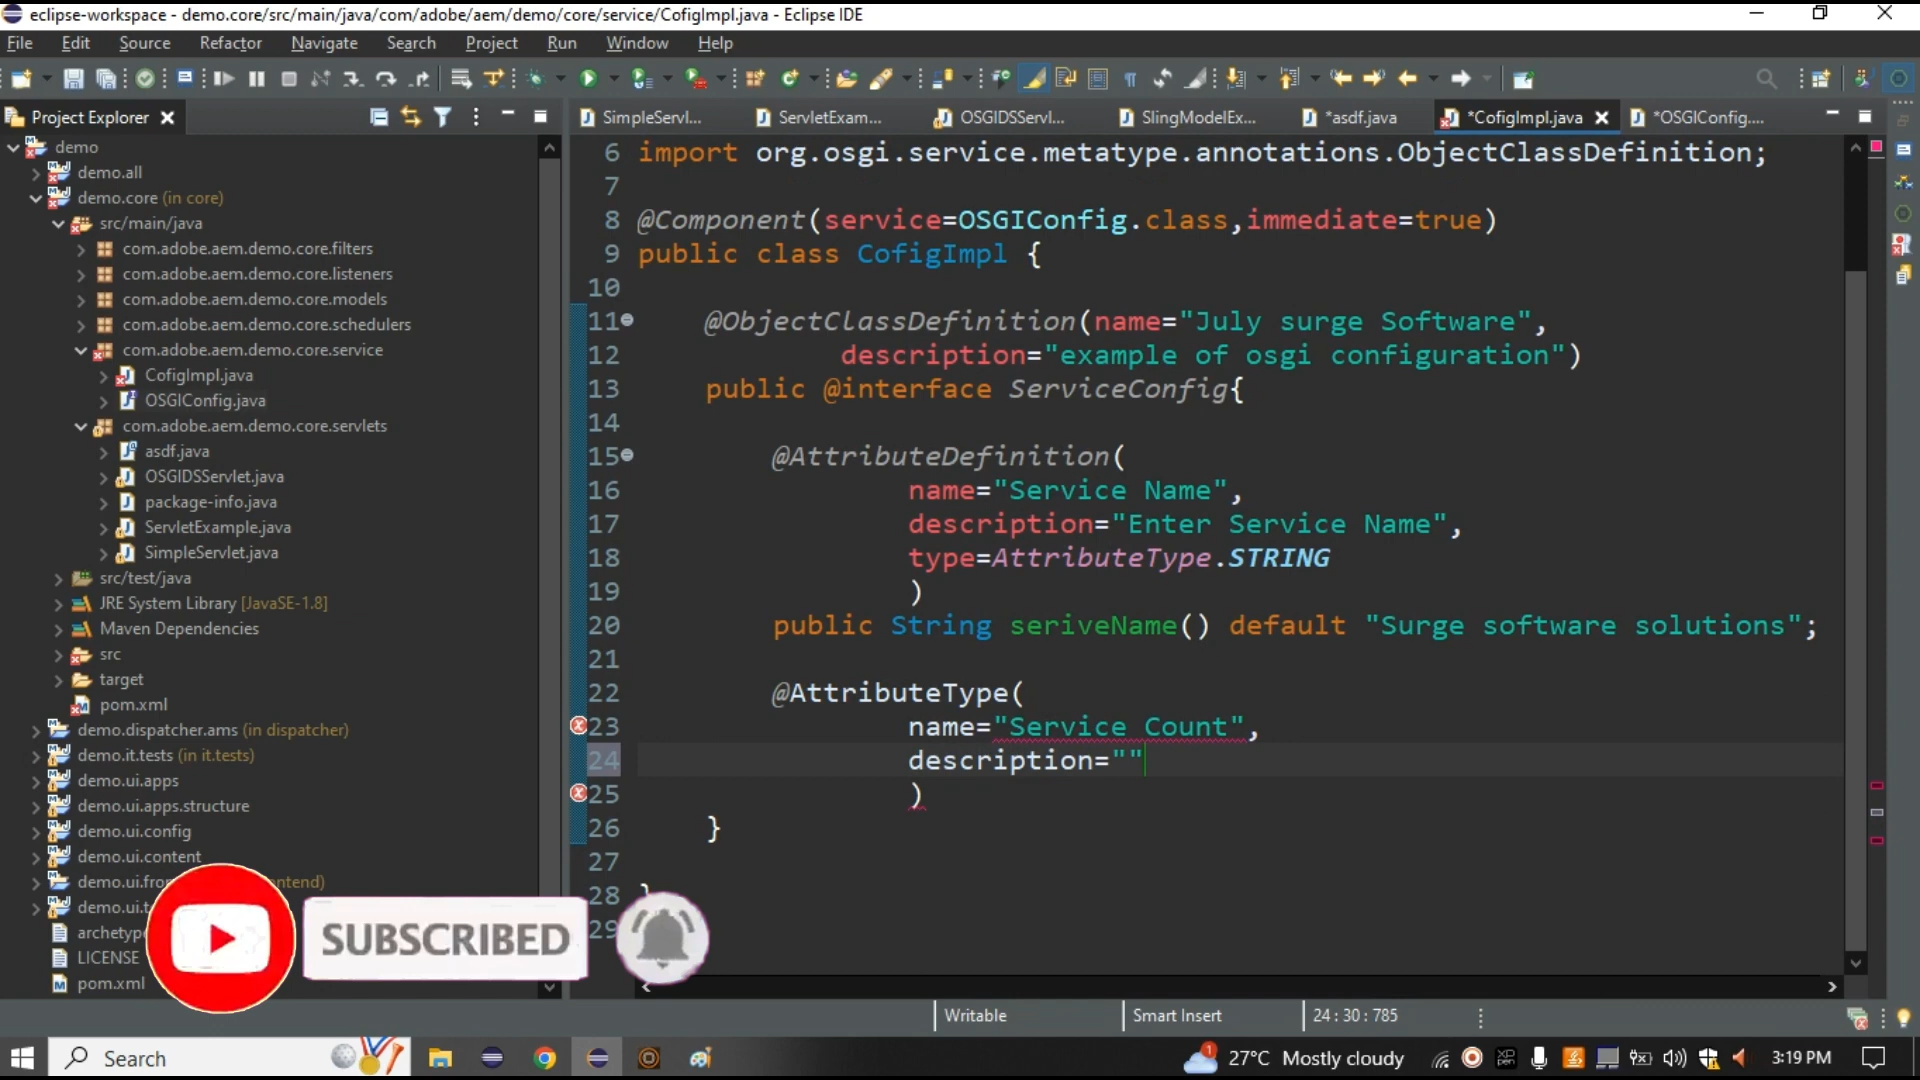 eclipse-workspace - demo.core/src/main/java/com/adobe/aem/demo/core/service/CofigImpl.java - Eclipse IDE
File Edit Source Refactor Navigate Search Project Run Window Help
Project Explorer
SimpleServl... ServletExam... OSGIDSServl... SlingModelEx... *asdf.java *CofigImpl.java *OSGIConfig....
demo
demo.all
demo.core (in core)
src/main/java
com.adobe.aem.demo.core.filters
com.adobe.aem.demo.core.listeners
com.adobe.aem.demo.core.models
com.adobe.aem.demo.core.schedulers
com.adobe.aem.demo.core.service
CofigImpl.java
OSGIConfig.java
com.adobe.aem.demo.core.servlets
asdf.java
OSGIDSServlet.java
package-info.java
ServletExample.java
SimpleServlet.java
src/test/java
JRE System Library [JavaSE-1.8]
Maven Dependencies
src
target
pom.xml
demo.dispatcher.ams (in dispatcher)
demo.it.tests (in it.tests)
demo.ui.apps
demo.ui.apps.structure
demo.ui.config
demo.ui.content
LICENSE
pom.xml
6 import org.osgi.service.metatype.annotations.ObjectClassDefinition;
7
8 @Component(service=OSGIConfig.class,immediate=true)
9 public class CofigImpl {
10
11 @ObjectClassDefinition(name="July surge Software",
12 description="example of osgi configuration")
13 public @interface ServiceConfig{
14
15 @AttributeDefinition(
16 name="Service Name",
17 description="Enter Service Name",
18 type=AttributeType.STRING
19 )
20 public String seriveName() default "Surge software solutions";
21
22 @AttributeType(
23 name="Service Count",
24 description=""
25 )
26 }
27
28 }
29
SUBSCRIBED
Writable Smart Insert 24 : 30 : 785
Search
1
27°C Mostly cloudy
3:19 PM